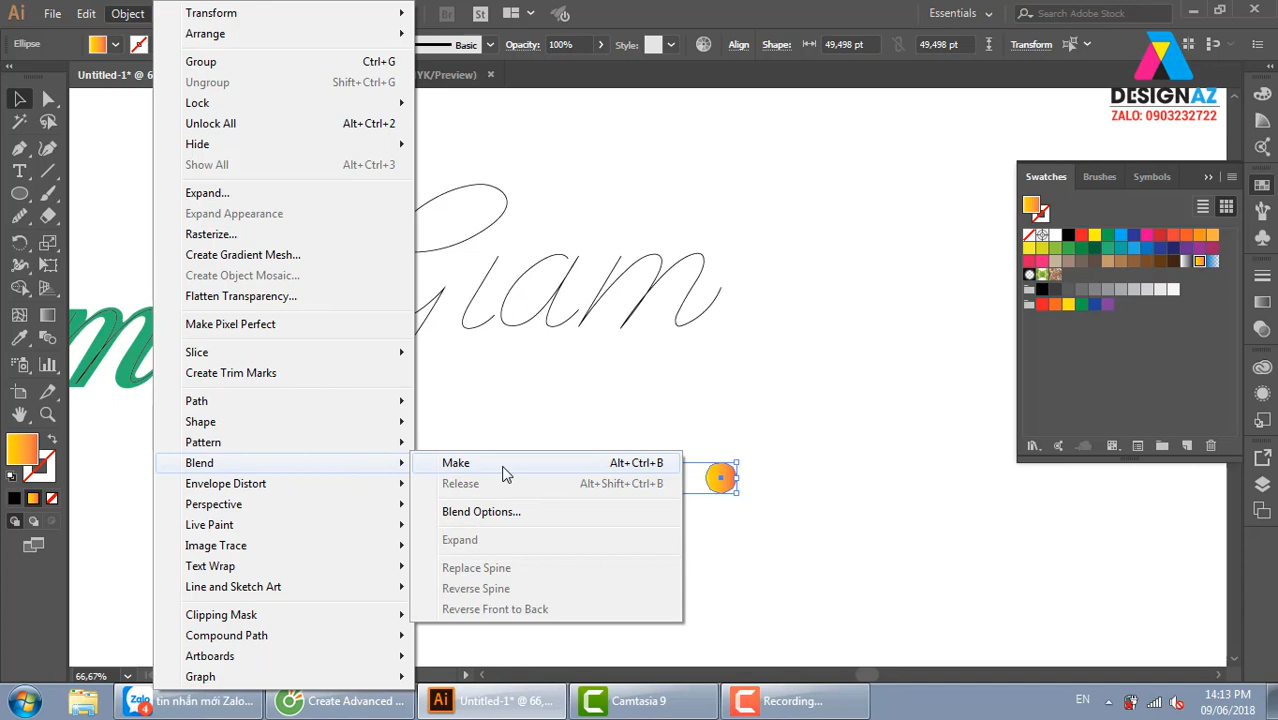 Ai File Edit Object Br St Essentials Search Adobe Stock
Ellipse Basic Opacity: 100% Style: Align Shape: 49,498 pt 49,498 pt Transform
Untitled-1* @ 66, YK/Preview)
DESIGNAZ
ZALO: 0903232722
Transform
Arrange
Group Ctrl+G
Ungroup Shift+Ctrl+G
Lock
Unlock All Alt+Ctrl+2
Hide
Show All Alt+Ctrl+3
Expand...
Expand Appearance
Rasterize...
Create Gradient Mesh...
Create Object Mosaic...
Flatten Transparency...
Make Pixel Perfect
Slice
Create Trim Marks
Path
Shape
Pattern
Blend
Envelope Distort
Perspective
Live Paint
Image Trace
Text Wrap
Line and Sketch Art
Clipping Mask
Compound Path
Artboards
Graph
Make Alt+Ctrl+B
Release Alt+Shift+Ctrl+B
Blend Options...
Expand
Replace Spine
Reverse Spine
Reverse Front to Back
Swatches Brushes Symbols
m
Giam
66,67%
tin nhắn mới Zalo...
4
Create Advanced ...
Untitled-1* @ 66,...
Camtasia 9
Recording...
EN
14:13 PM
09/06/2018